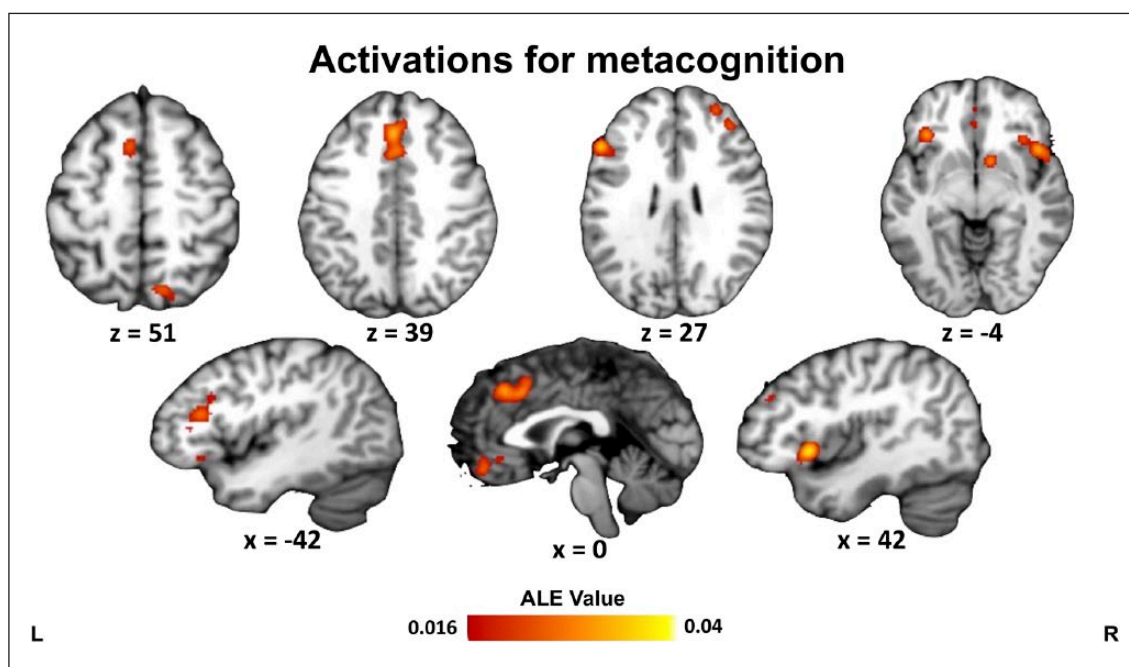 Activations for metacognition
z = 51
z = 39
z = 27
z = -4
x = -42
x = 0
x = 42
ALE Value
0.016
0.04
L
R